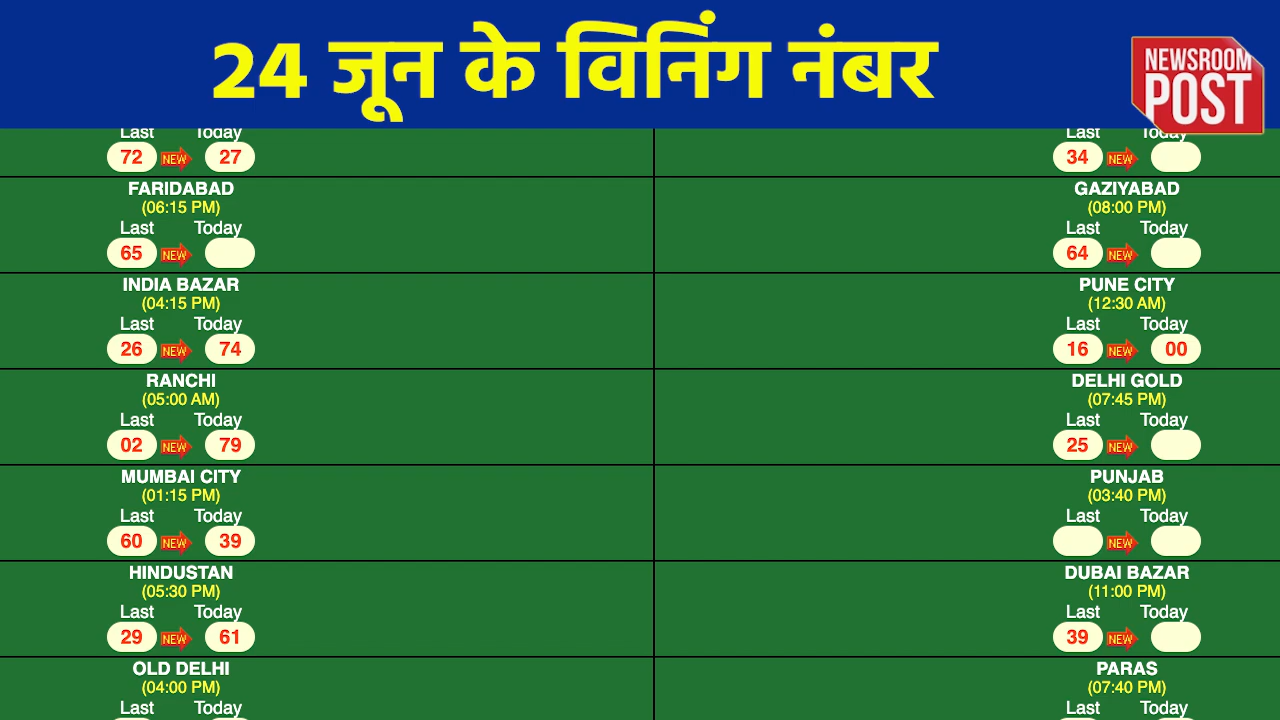 24 जून के विनिंग नंबर
NEWSROOM
POST
Last Today
72 NEW 27
Last Today
34 NEW
FARIDABAD
(06:15 PM)
Last Today
65 NEW
GAZIYABAD
(08:00 PM)
Last Today
64 NEW
INDIA BAZAR
(04:15 PM)
Last Today
26 NEW 74
PUNE CITY
(12:30 AM)
Last Today
16 NEW 00
RANCHI
(05:00 AM)
Last Today
02 NEW 79
DELHI GOLD
(07:45 PM)
Last Today
25 NEW
MUMBAI CITY
(01:15 PM)
Last Today
60 NEW 39
PUNJAB
(03:40 PM)
Last Today
NEW
HINDUSTAN
(05:30 PM)
Last Today
29 NEW 61
DUBAI BAZAR
(11:00 PM)
Last Today
39 NEW
OLD DELHI
(04:00 PM)
Last Today
PARAS
(07:40 PM)
Last Today